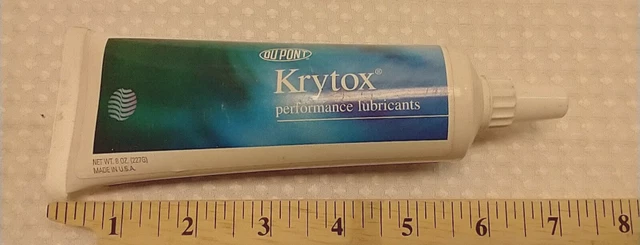 DU PONT
Krytox®
performance lubricants
NET WT. 8 OZ. (227G)
MADE IN U.S.A.
1 2 3 4 5 6 7 8